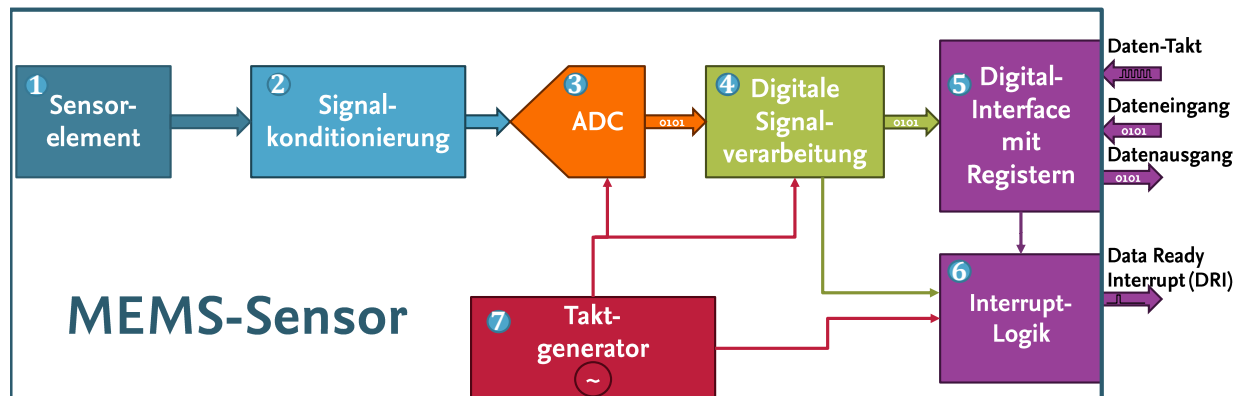 1
Sensor-
element
2
Signal-
konditionierung
3
ADC
0101
4
Digitale
Signal-
verarbeitung
0101
5
Digital-
Interface
mit
Registern
Daten-Takt
Dateneingang
0101
Datenausgang
0101
6
Interrupt-
Logik
Data Ready
Interrupt (DRI)
7
Takt-
generator
~
MEMS-Sensor